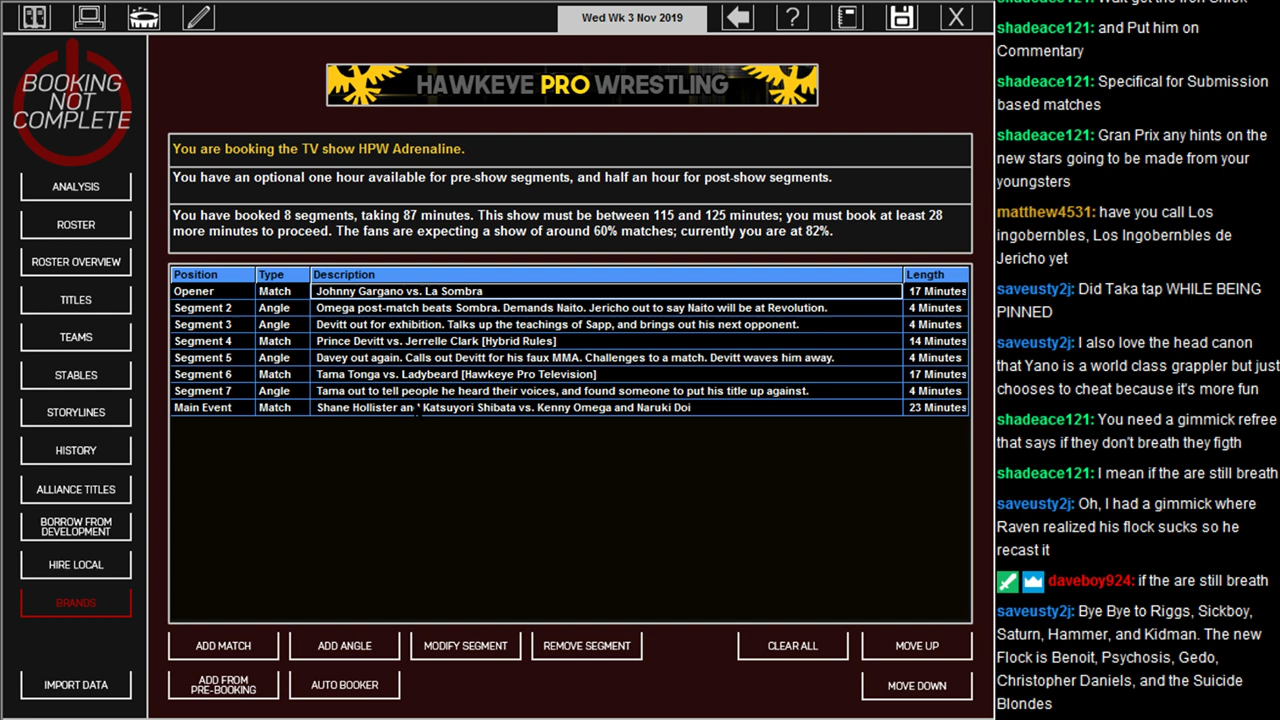 Wed Wk 3 Nov 2019
?
X
BOOKING
NOT
COMPLETE
ANALYSIS
ROSTER
ROSTER OVERVIEW
TITLES
TEAMS
STABLES
STORYLINES
HISTORY
ALLIANCE TITLES
BORROW FROM
DEVELOPMENT
HIRE LOCAL
BRANDS
IMPORT DATA
HAWKEYE PRO WRESTLING
You are booking the TV show HPW Adrenaline.
You have an optional one hour available for pre-show segments, and half an hour for post-show segments.
You have booked 8 segments, taking 87 minutes. This show must be between 115 and 125 minutes; you must book at least 28
more minutes to proceed. The fans are expecting a show of around 60% matches; currently you are at 82%.
Position Type Description Length
Opener Match Johnny Gargano vs. La Sombra 17 Minutes
Segment 2 Angle Omega post-match beats Sombra. Demands Naito. Jericho out to say Naito will be at Revolution. 4 Minutes
Segment 3 Angle Devitt out for exhibition. Talks up the teachings of Sapp, and brings out his next opponent. 4 Minutes
Segment 4 Match Prince Devitt vs. Jerrelle Clark [Hybrid Rules] 14 Minutes
Segment 5 Angle Davey out again. Calls out Devitt for his faux MMA. Challenges to a match. Devitt waves him away. 4 Minutes
Segment 6 Match Tama Tonga vs. Ladybeard [Hawkeye Pro Television] 17 Minutes
Segment 7 Angle Tama out to tell people he heard their voices, and found someone to put his title up against. 4 Minutes
Main Event Match Shane Hollister and Katsuyori Shibata vs. Kenny Omega and Naruki Doi 23 Minutes
ADD MATCH
ADD ANGLE
MODIFY SEGMENT
REMOVE SEGMENT
CLEAR ALL
MOVE UP
ADD FROM
PRE-BOOKING
AUTO BOOKER
MOVE DOWN
shadeace121: and Put him on
Commentary
shadeace121: Specifical for Submission
based matches
shadeace121: Gran Prix any hints on the
new stars going to be made from your
youngsters
matthew4531: have you call Los
ingobernbles, Los Ingobernbles de
Jericho yet
saveusty2j: Did Taka tap WHILE BEING
PINNED
saveusty2j: I also love the head canon
that Yano is a world class grappler but just
chooses to cheat because it's more fun
shadeace121: You need a gimmick refree
that says if they don't breath they figth
shadeace121: I mean if the are still breath
saveusty2j: Oh, I had a gimmick where
Raven realized his flock sucks so he
recast it
daveboy924: if the are still breath
saveusty2j: Bye Bye to Riggs, Sickboy,
Saturn, Hammer, and Kidman. The new
Flock is Benoit, Psychosis, Gedo,
Christopher Daniels, and the Suicide
Blondes